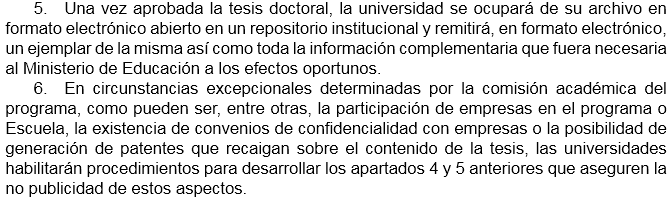 5. Una vez aprobada la tesis doctoral, la universidad se ocupará de su archivo en
formato electrónico abierto en un repositorio institucional y remitirá, en formato electrónico,
un ejemplar de la misma así como toda la información complementaria que fuera necesaria
al Ministerio de Educación a los efectos oportunos.
6. En circunstancias excepcionales determinadas por la comisión académica del
programa, como pueden ser, entre otras, la participación de empresas en el programa o
Escuela, la existencia de convenios de confidencialidad con empresas o la posibilidad de
generación de patentes que recaigan sobre el contenido de la tesis, las universidades
habilitarán procedimientos para desarrollar los apartados 4 y 5 anteriores que aseguren la
no publicidad de estos aspectos.